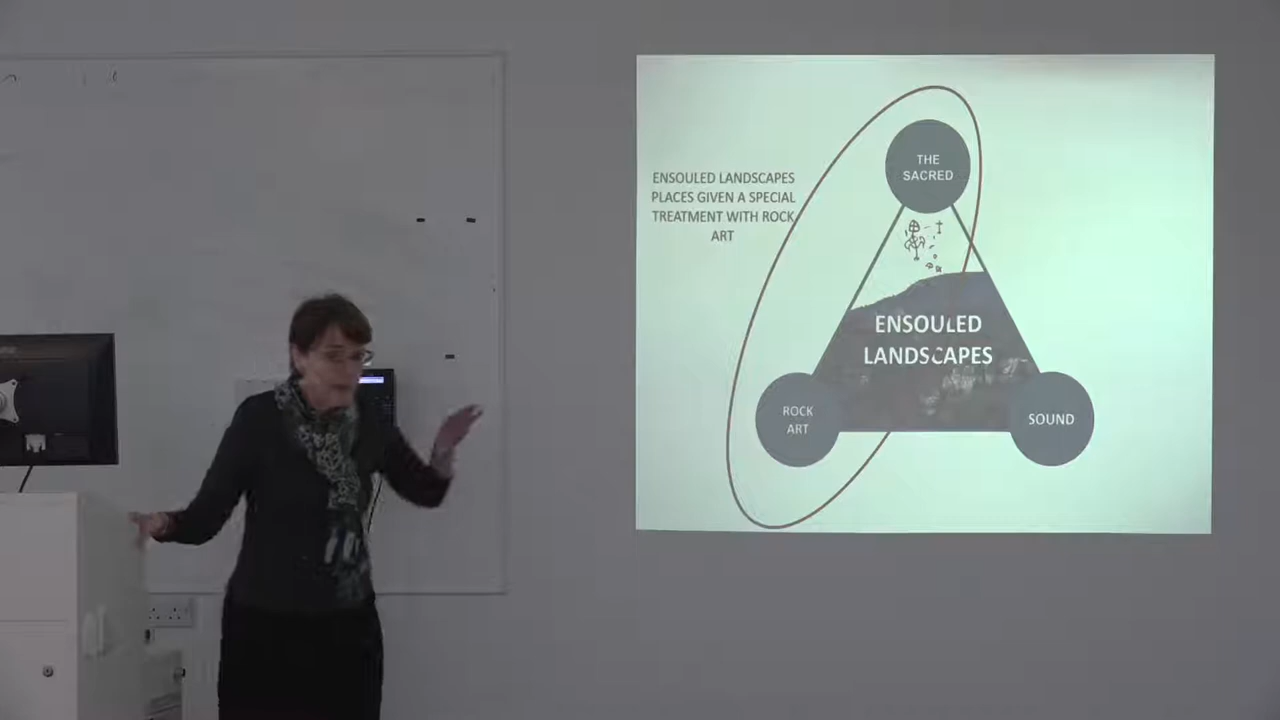 ENSOULED LANDSCAPES
PLACES GIVEN A SPECIAL
TREATMENT WITH ROCK
ART
THE
SACRED
ENSOULED
LANDSCAPES
ROCK
ART
SOUND